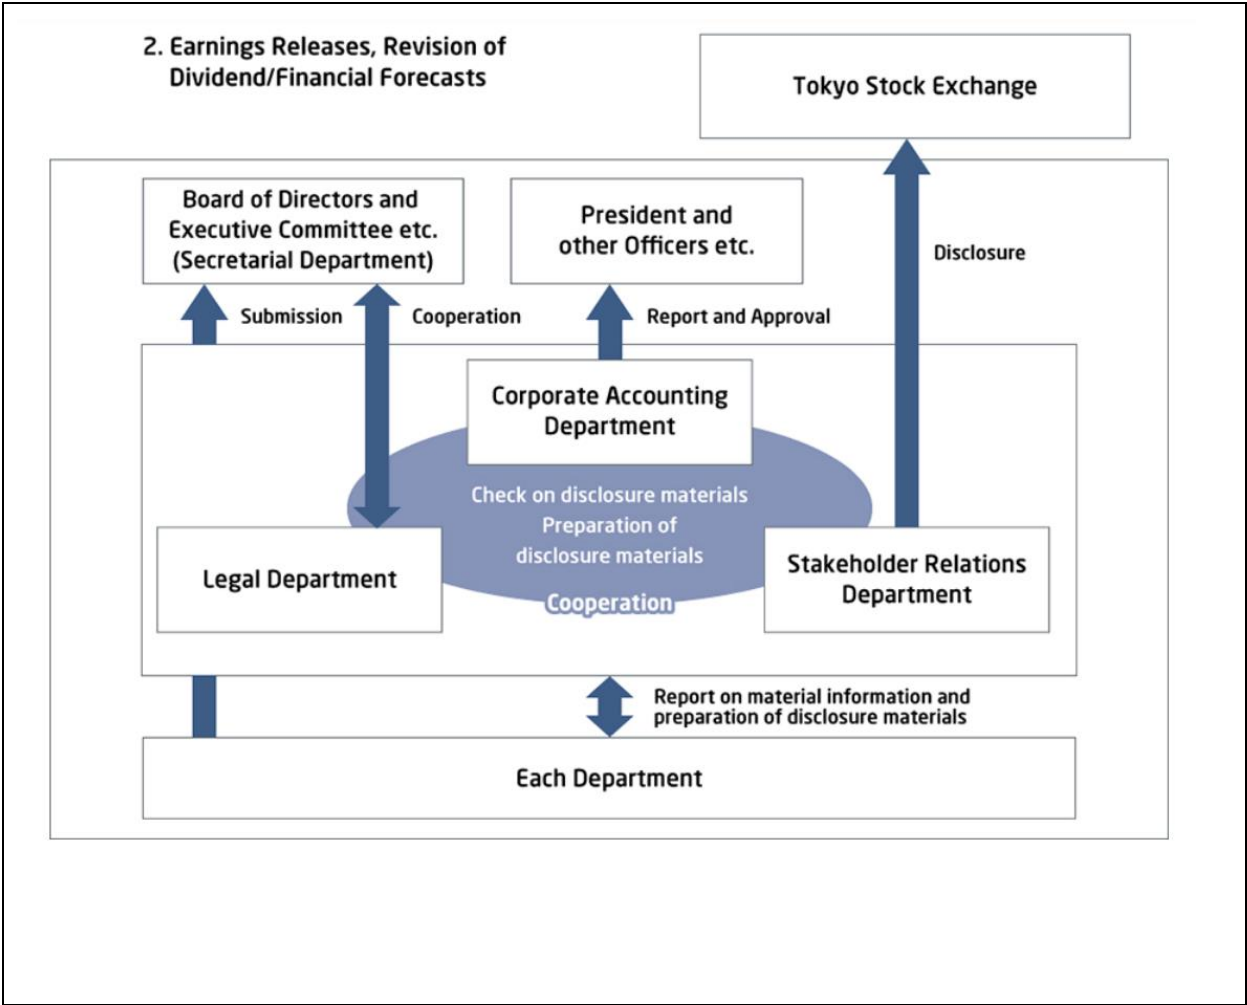 2. Earnings Releases, Revision of
Dividend/Financial Forecasts
Tokyo Stock Exchange
Board of Directors and
Executive Committee etc.
(Secretarial Department)
President and
other Officers etc.
Disclosure
Submission
Cooperation
Report and Approval
Corporate Accounting
Department
Check on disclosure materials
Preparation of
disclosure materials
Cooperation
Legal Department
Stakeholder Relations
Department
Report on material information and
preparation of disclosure materials
Each Department